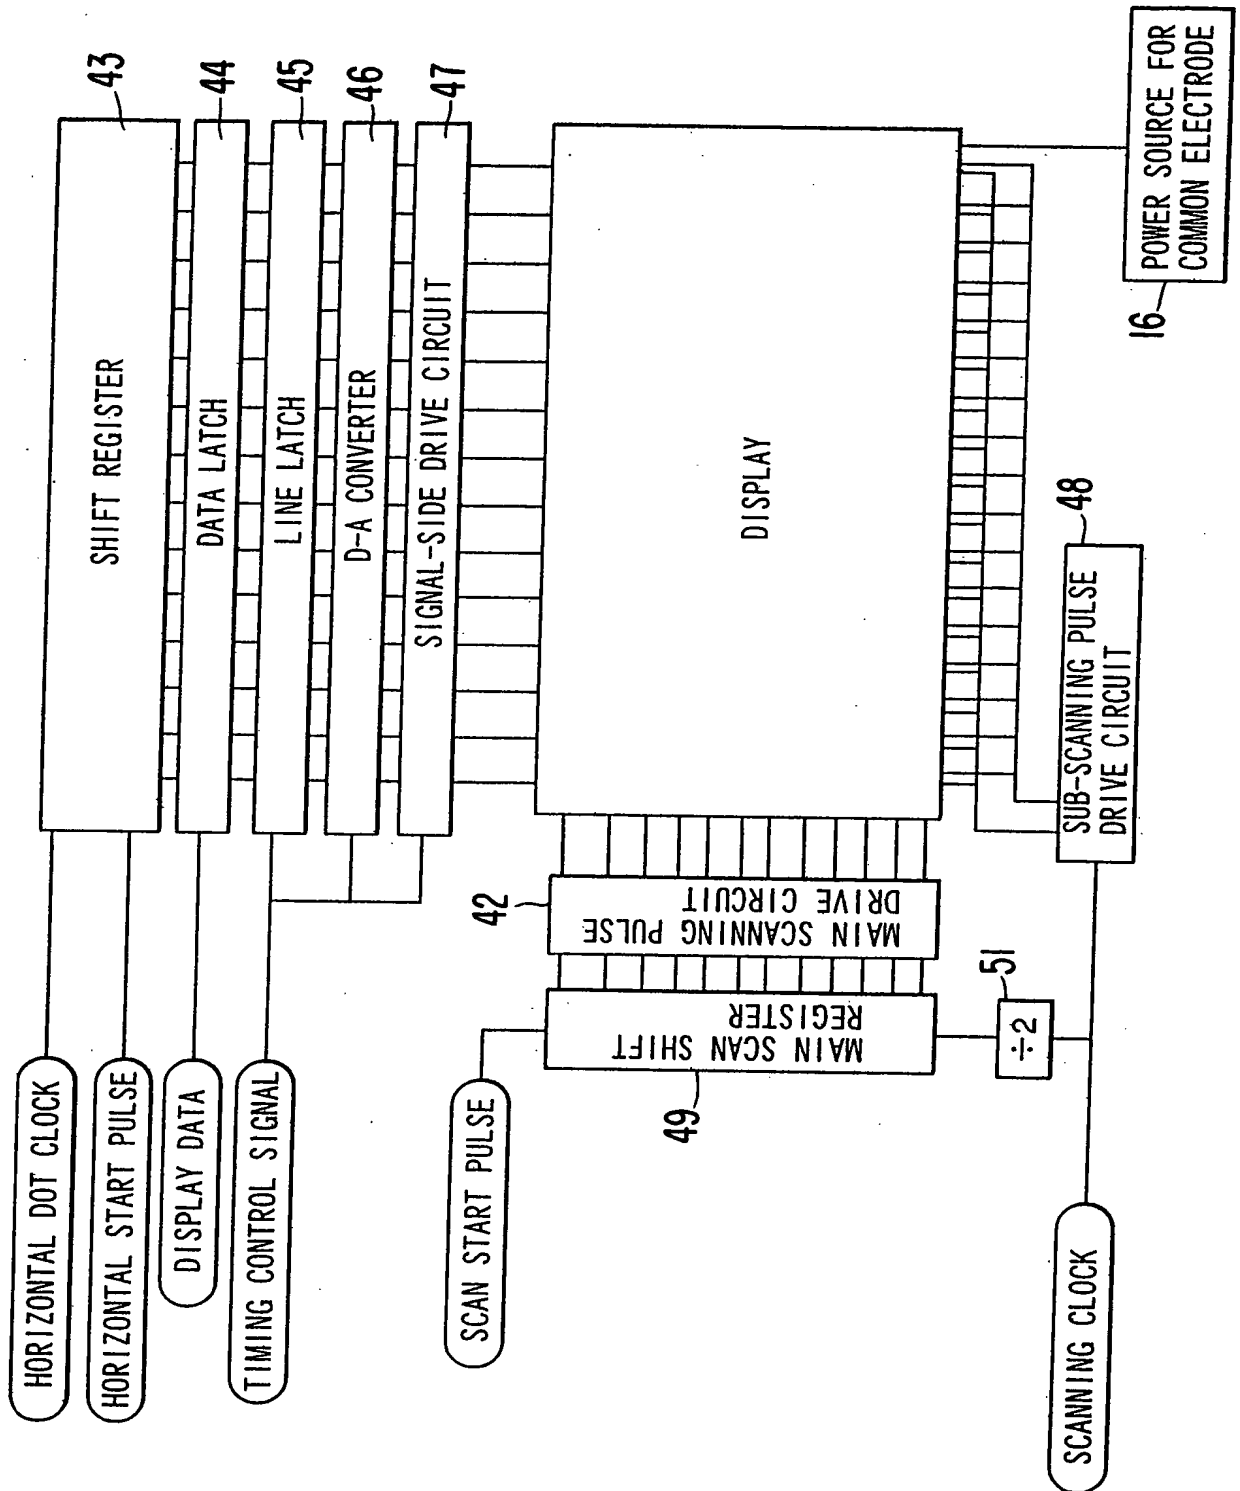 HORIZONTAL DOT CLOCK
HORIZONTAL START PULSE
DISPLAY DATA
TIMING CONTROL SIGNAL
SHIFT REGISTER
43
DATA LATCH
44
LINE LATCH
45
D-A CONVERTER
46
SIGNAL-SIDE DRIVE CIRCUIT
47
SCAN START PULSE
MAIN SCAN SHIFT
REGISTER
49
MAIN SCANNING PULSE
DRIVE CIRCUIT
42
DISPLAY
÷2
51
SCANNING CLOCK
SUB-SCANNING PULSE
DRIVE CIRCUIT
48
POWER SOURCE FOR
COMMON ELECTRODE
16